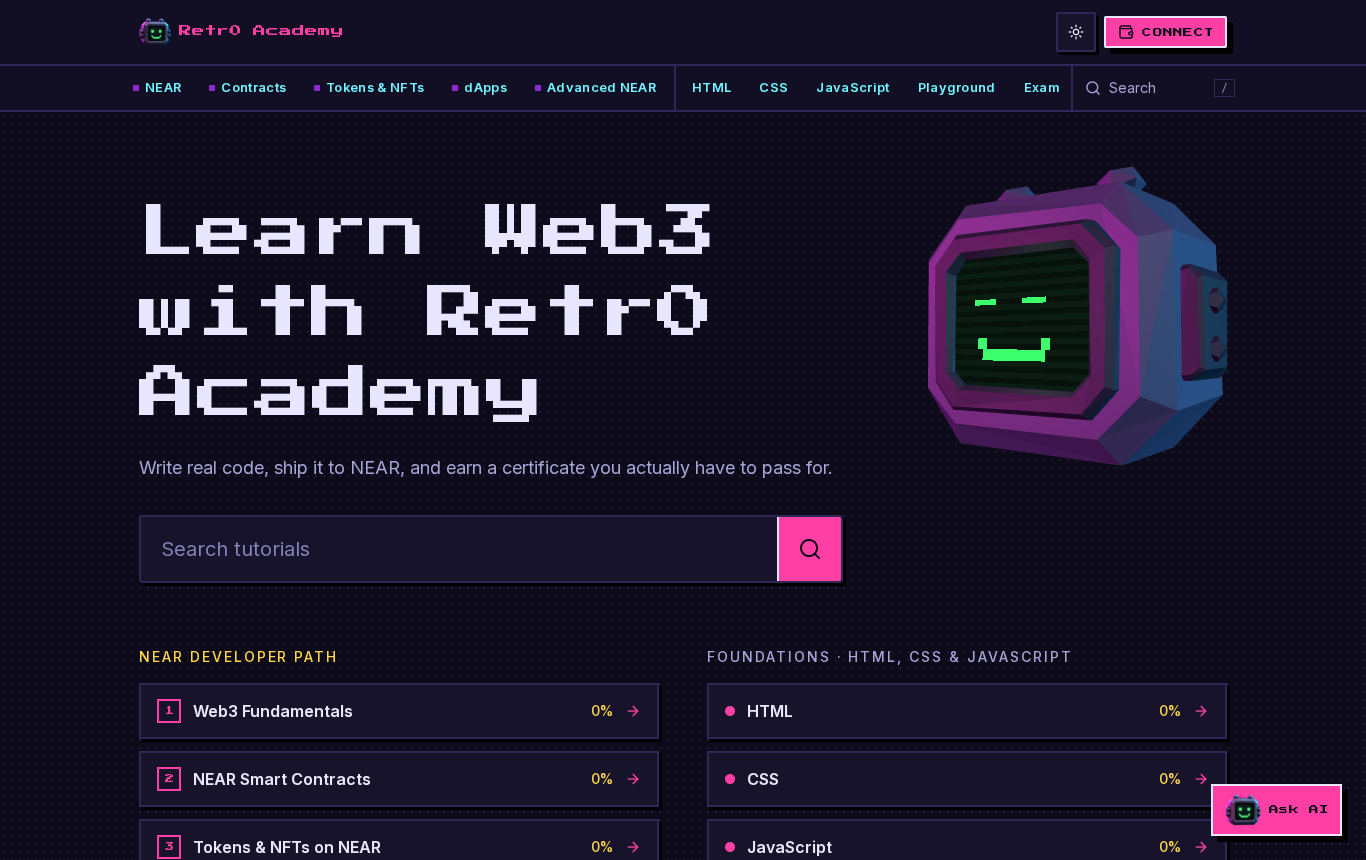 Retr0 Academy
CONNECT
NEAR
Contracts
Tokens & NFTs
dApps
Advanced NEAR
HTML
CSS
JavaScript
Playground
Exam
Search
/
Learn Web3
with Retr0
Academy
Write real code, ship it to NEAR, and earn a certificate you actually have to pass for.
Search tutorials
NEAR DEVELOPER PATH
1 Web3 Fundamentals 0%
2 NEAR Smart Contracts 0%
3 Tokens & NFTs on NEAR 0%
FOUNDATIONS · HTML, CSS & JAVASCRIPT
HTML 0%
CSS 0%
JavaScript 0%
Ask AI